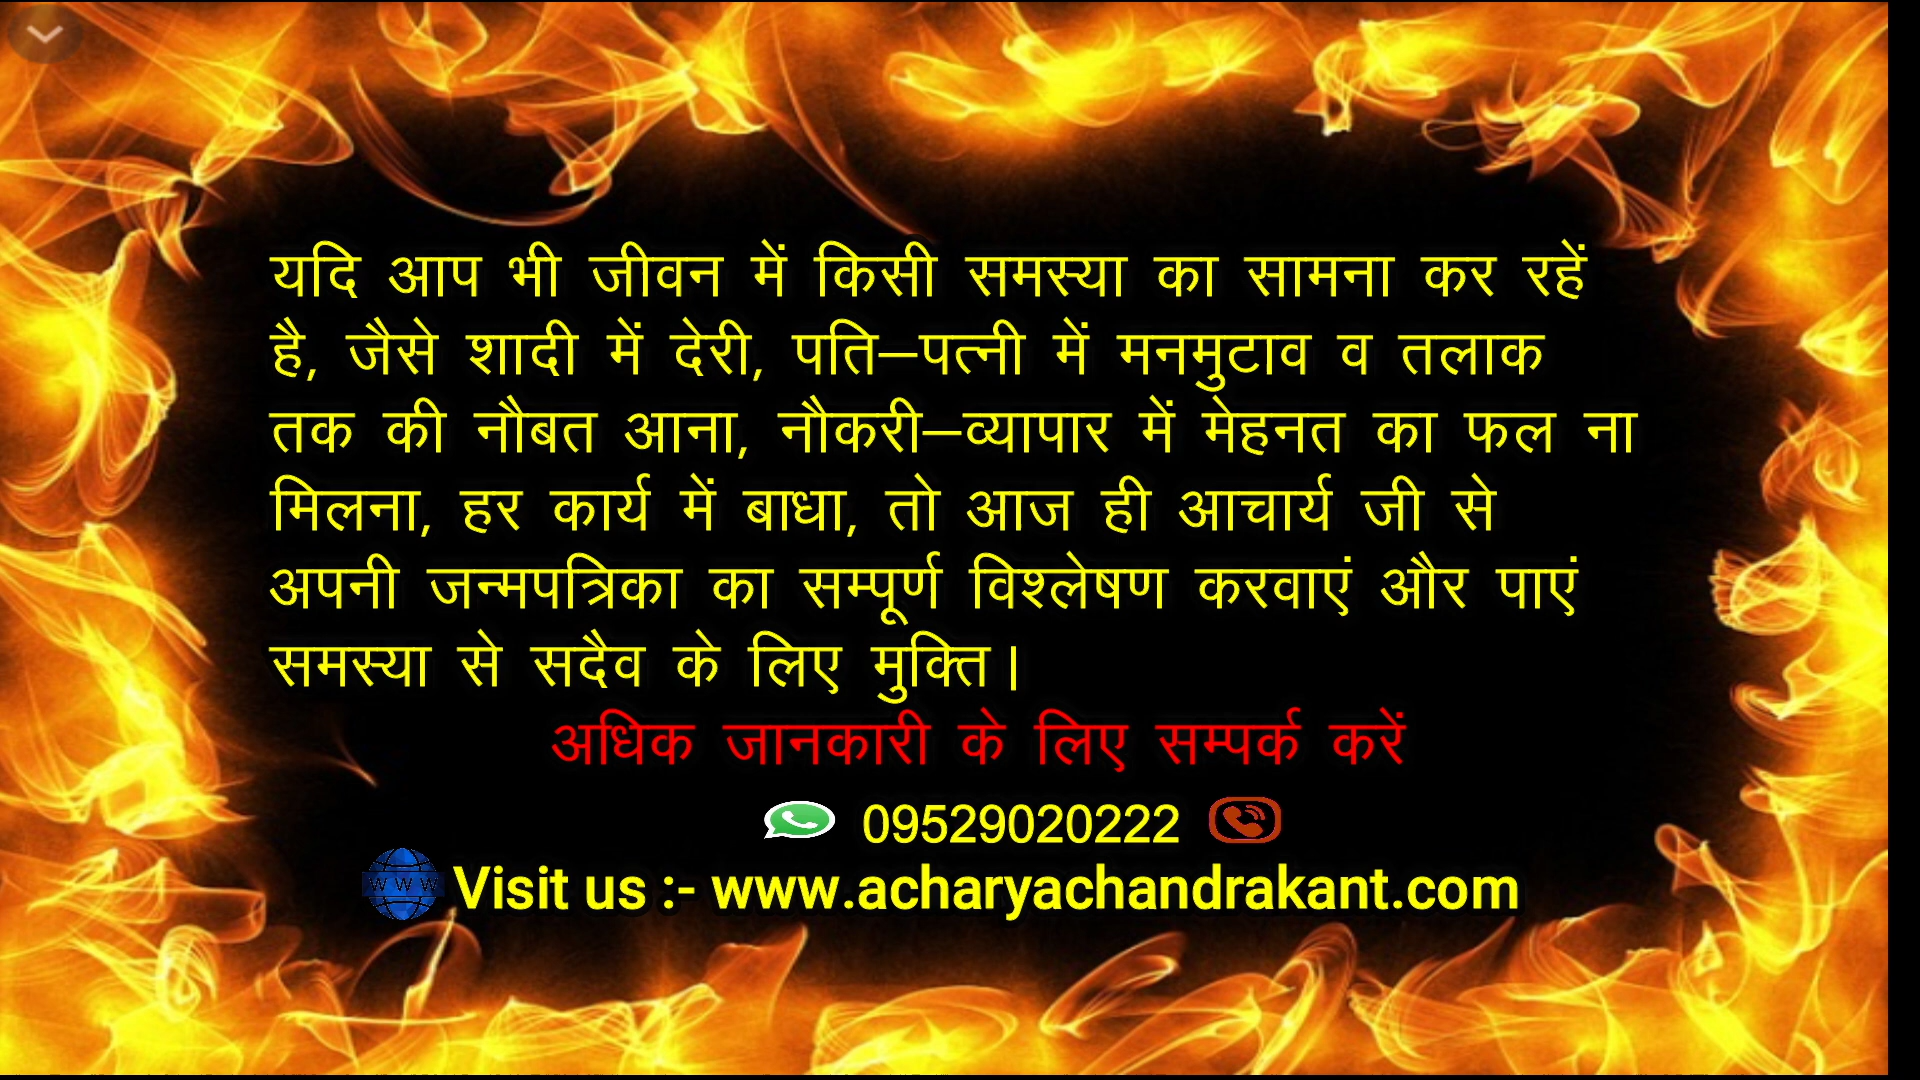 यदि आप भी जीवन में किसी समस्या का सामना कर रहें
है, जैसे शादी में देरी, पति–पत्नी में मनमुटाव व तलाक
तक की नौबत आना, नौकरी–व्यापार में मेहनत का फल ना
मिलना, हर कार्य में बाधा, तो आज ही आचार्य जी से
अपनी जन्मपत्रिका का सम्पूर्ण विश्लेषण करवाएं और पाएं
समस्या से सदैव के लिए मुक्ति।
अधिक जानकारी के लिए सम्पर्क करें
09529020222
WWW Visit us :- www.acharyachandrakant.com